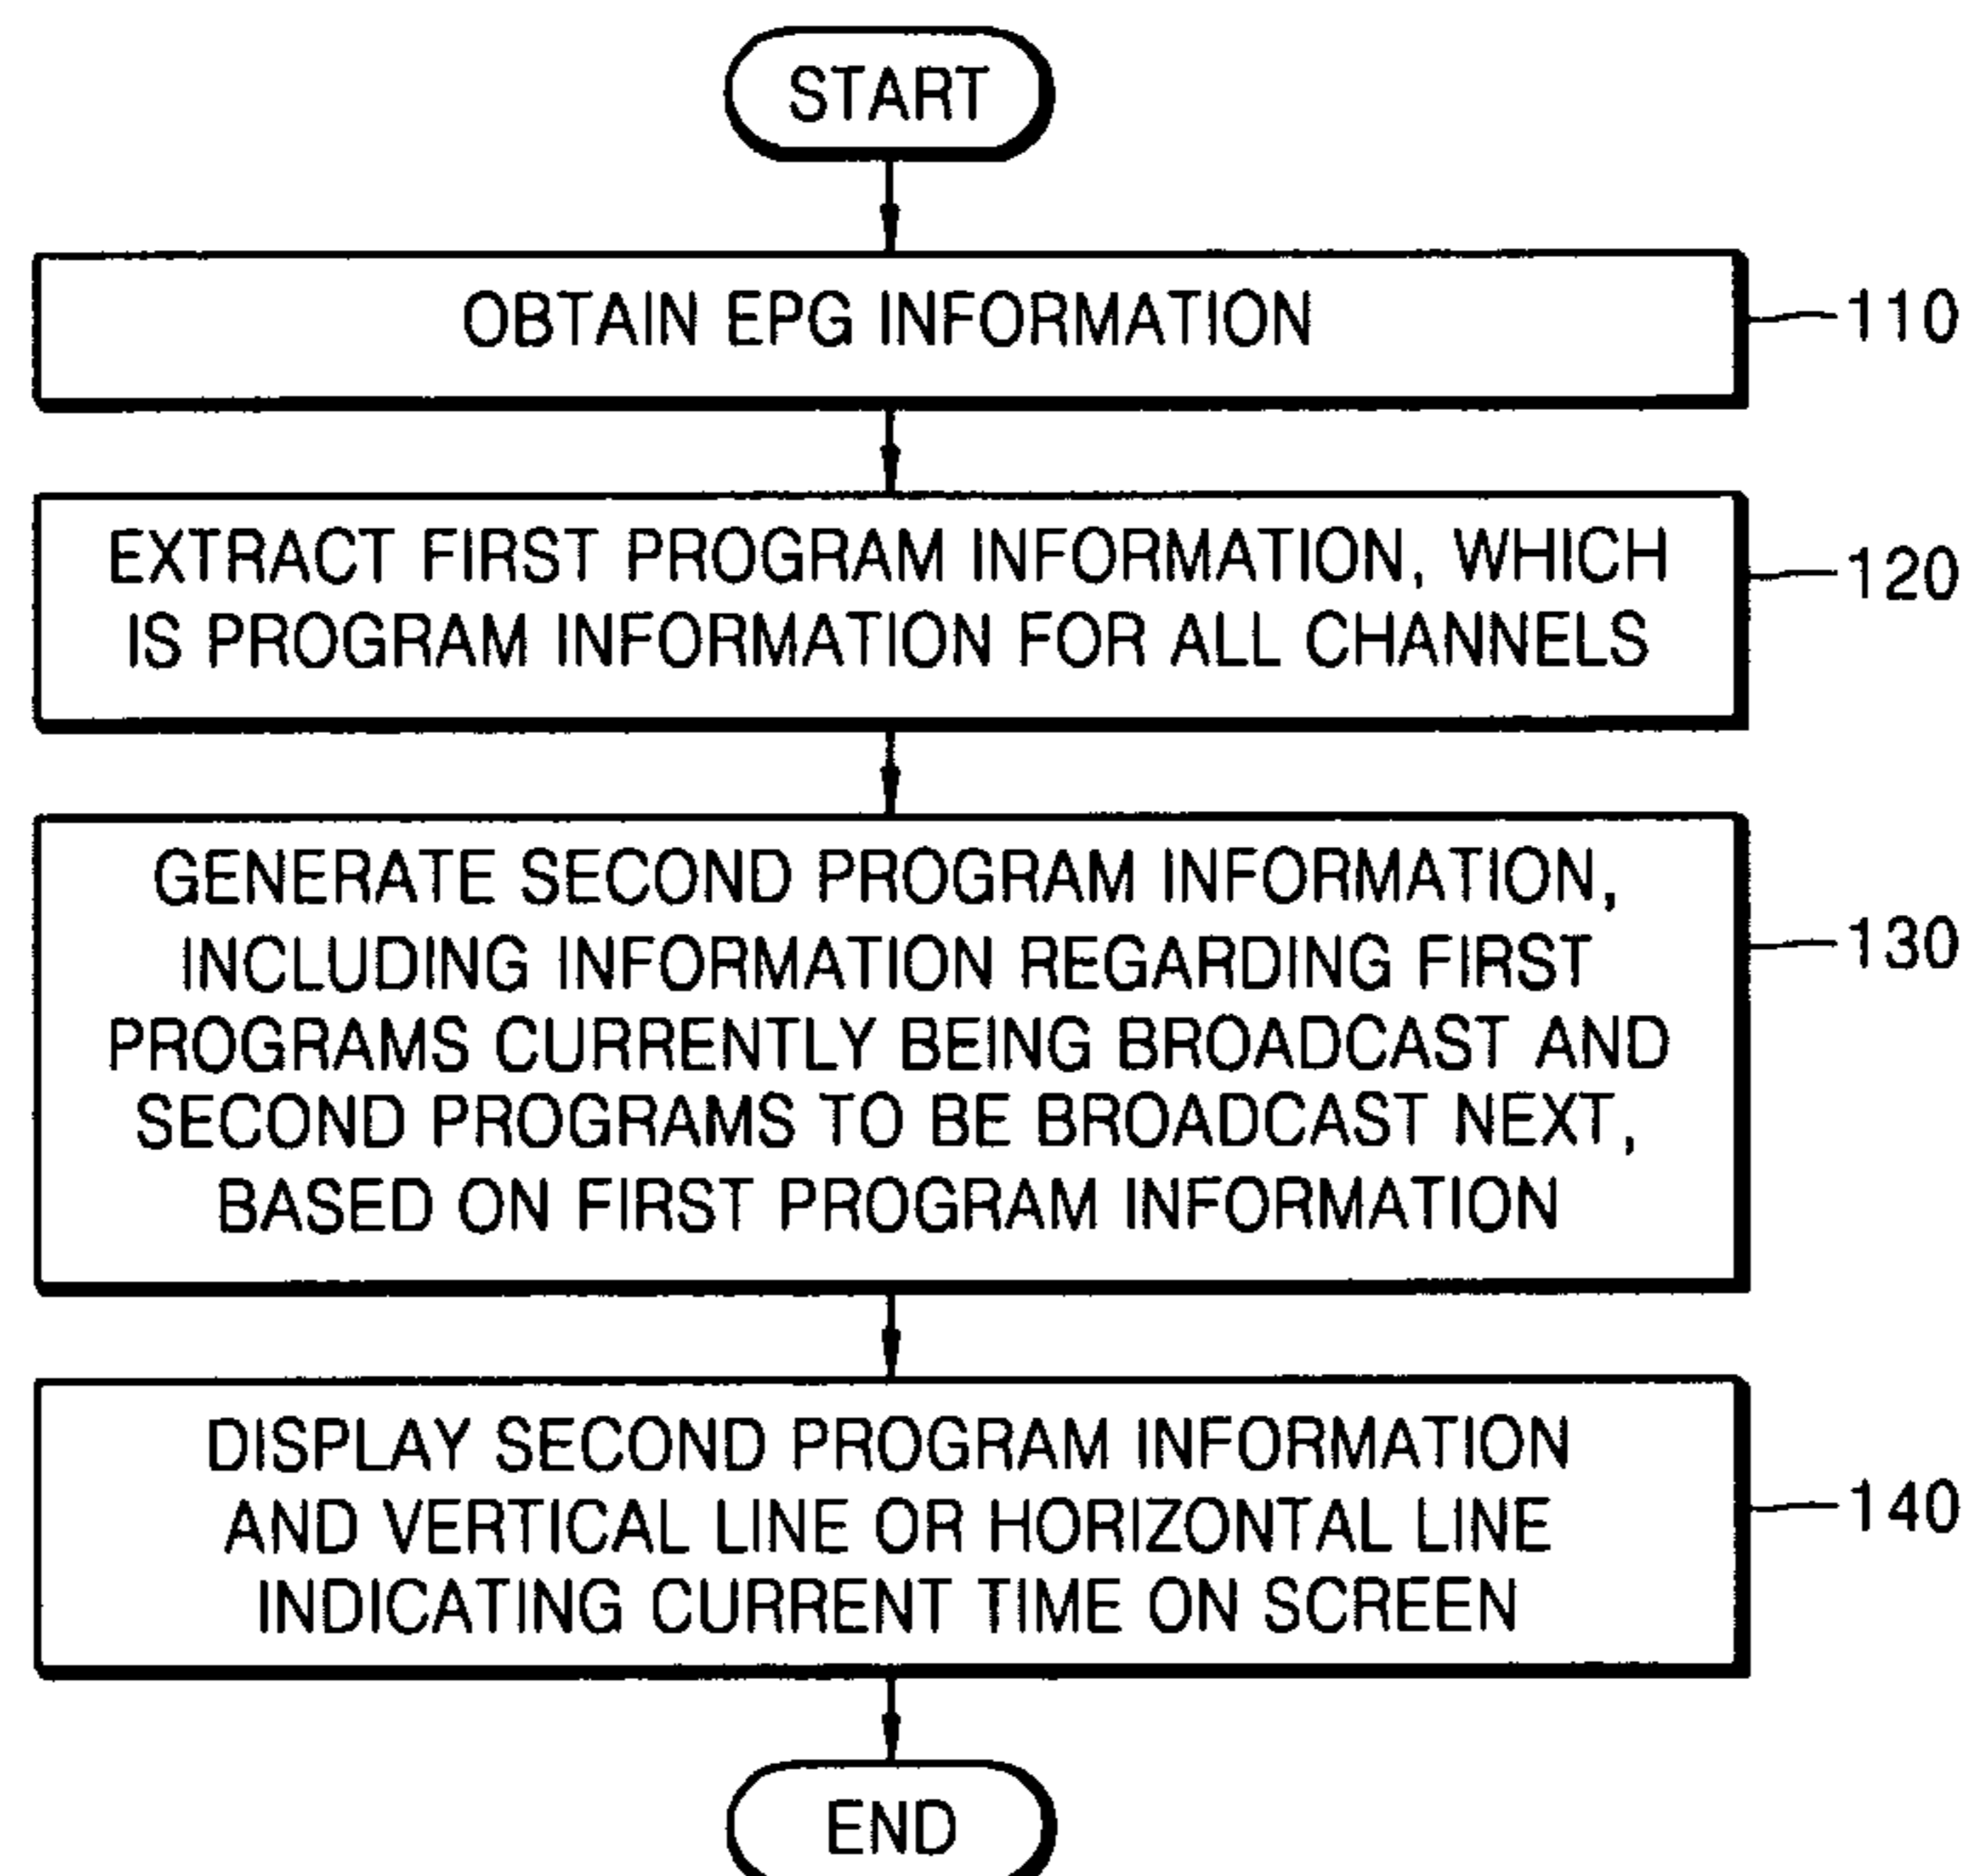 START
OBTAIN EPG INFORMATION
110
EXTRACT FIRST PROGRAM INFORMATION, WHICH
IS PROGRAM INFORMATION FOR ALL CHANNELS
120
GENERATE SECOND PROGRAM INFORMATION,
INCLUDING INFORMATION REGARDING FIRST
PROGRAMS CURRENTLY BEING BROADCAST AND
SECOND PROGRAMS TO BE BROADCAST NEXT,
BASED ON FIRST PROGRAM INFORMATION
130
DISPLAY SECOND PROGRAM INFORMATION
AND VERTICAL LINE OR HORIZONTAL LINE
INDICATING CURRENT TIME ON SCREEN
140
END